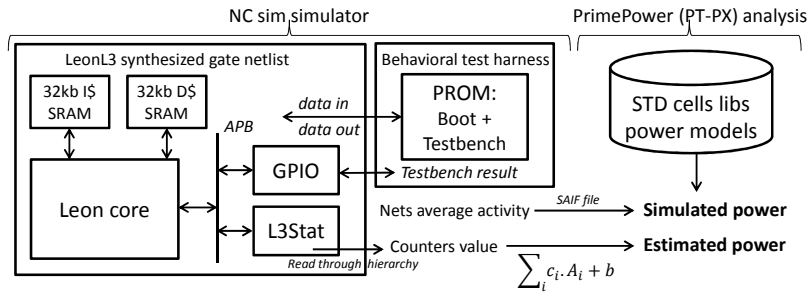 NC sim simulator
PrimePower (PT-PX) analysis
LeonL3 synthesized gate netlist
Behavioral test harness
32kb I$
SRAM
32kb D$
SRAM
APB
data in
data out
PROM:
Boot +
Testbench
STD cells libs
power models
Leon core
GPIO
Testbench result
L3Stat
Nets average activity
SAIF file
Simulated power
Read through hierarchy
Counters value
Estimated power
∑i ci.Ai + b